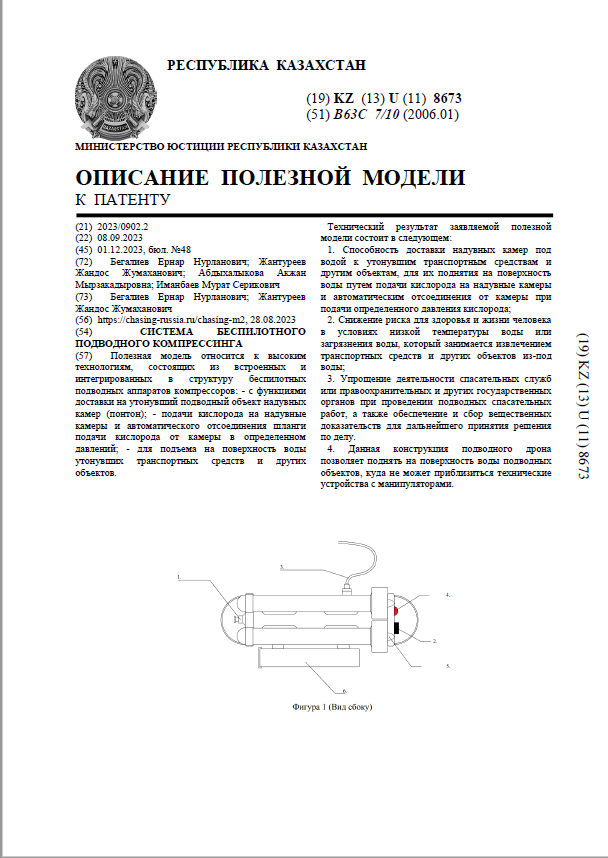 РЕСПУБЛИКА КАЗАХСТАН
(19) KZ (13) U (11) 8673
(51) B63C 7/10 (2006.01)
МИНИСТЕРСТВО ЮСТИЦИИ РЕСПУБЛИКИ КАЗАХСТАН
ОПИСАНИЕ ПОЛЕЗНОЙ МОДЕЛИ
К ПАТЕНТУ
(21) 2023/0902.2
(22) 08.09.2023
(45) 01.12.2023, бюл. №48
(72) Бегалиев Ернар Нурланович; Жантуреев
Жандос Жумаханович; Абдыхалыкова Акжан
Мырзакадыровна; Иманбаев Мурат Серикович
(73) Бегалиев Ернар Нурланович; Жантуреев
Жандос Жумаханович
(56) https://chasing-russia.ru/chasing-m2, 28.08.2023
(54) СИСТЕМА БЕСПИЛОТНОГО
ПОДВОДНОГО КОМПРЕССИНГА
(57) Полезная модель относится к высоким
технологиям, состоящих из встроенных и
интегрированных в структуру беспилотных
подводных аппаратов компрессоров: - с функциями
доставки на утонувший подводный объект надувных
камер (понтон); - подачи кислорода на надувные
камеры и автоматического отсоединения шланги
подачи кислорода от камеры в определенном
давлений; - для подъема на поверхность воды
утонувших транспортных средств и других
объектов.
Технический результат заявляемой полезной
модели состоит в следующем:
1. Способность доставки надувных камер под
водой к утонувшим транспортным средствам и
другим объектам, для их поднятия на поверхность
воды путем подачи кислорода на надувные камеры
и автоматическим отсоединения от камеры при
подачи определенного давления кислорода;
2. Снижение риска для здоровья и жизни человека
в условиях низкой температуры воды или
загрязнения воды, который занимается извлечением
транспортных средств и других объектов из-под
воды;
3. Упрощение деятельности спасательных служб
или правоохранительных и других государственных
органов при проведении подводных спасательных
работ, а также обеспечение и сбор вещественных
доказательств для дальнейшего принятия решения
по делу.
4. Данная конструкция подводного дрона
позволяет поднять на поверхность воды подводных
объектов, куда не может приблизиться технические
устройства с манипуляторами.
(19) KZ (13) U (11) 8673
1.
3.
4.
2.
5.
6.
Фигура 1 (Вид сбоку)